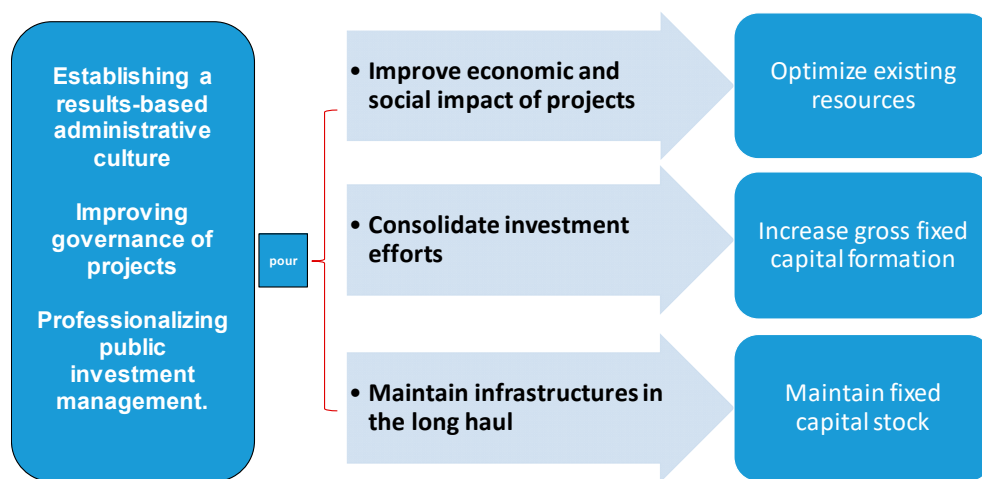 Establishing a
results-based
administrative
culture
Improving
governance of
projects
Professionalizing
public
investment
management.
pour
• Improve economic and
social impact of projects
• Consolidate investment
efforts
• Maintain infrastructures in
the long haul
Optimize existing
resources
Increase gross fixed
capital formation
Maintain fixed
capital stock